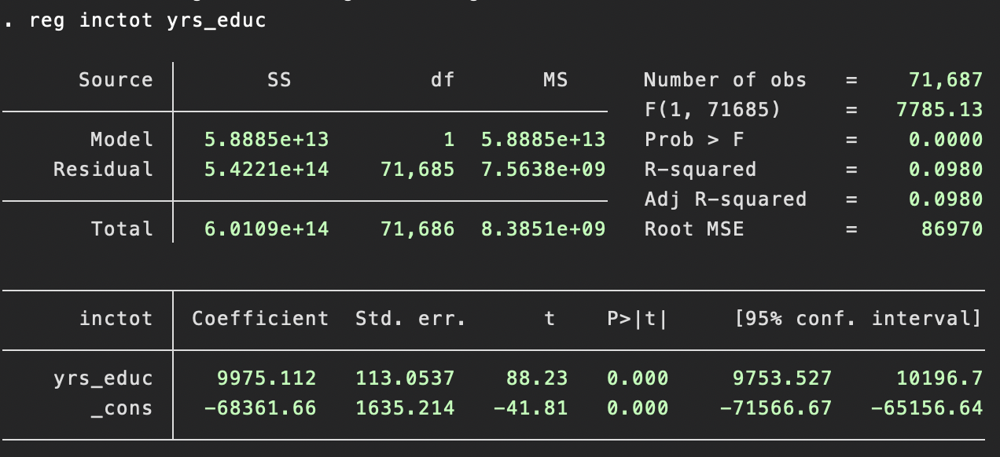 . reg inctot yrs_educ
Source SS df MS Number of obs = 71,687
F(1, 71685) = 7785.13
Model 5.8885e+13 1 5.8885e+13 Prob > F = 0.0000
Residual 5.4221e+14 71,685 7.5638e+09 R-squared = 0.0980
Adj R-squared = 0.0980
Total 6.0109e+14 71,686 8.3851e+09 Root MSE = 86970
inctot Coefficient Std. err. t P>|t| [95% conf. interval]
yrs_educ 9975.112 113.0537 88.23 0.000 9753.527 10196.7
_cons -68361.66 1635.214 -41.81 0.000 -71566.67 -65156.64